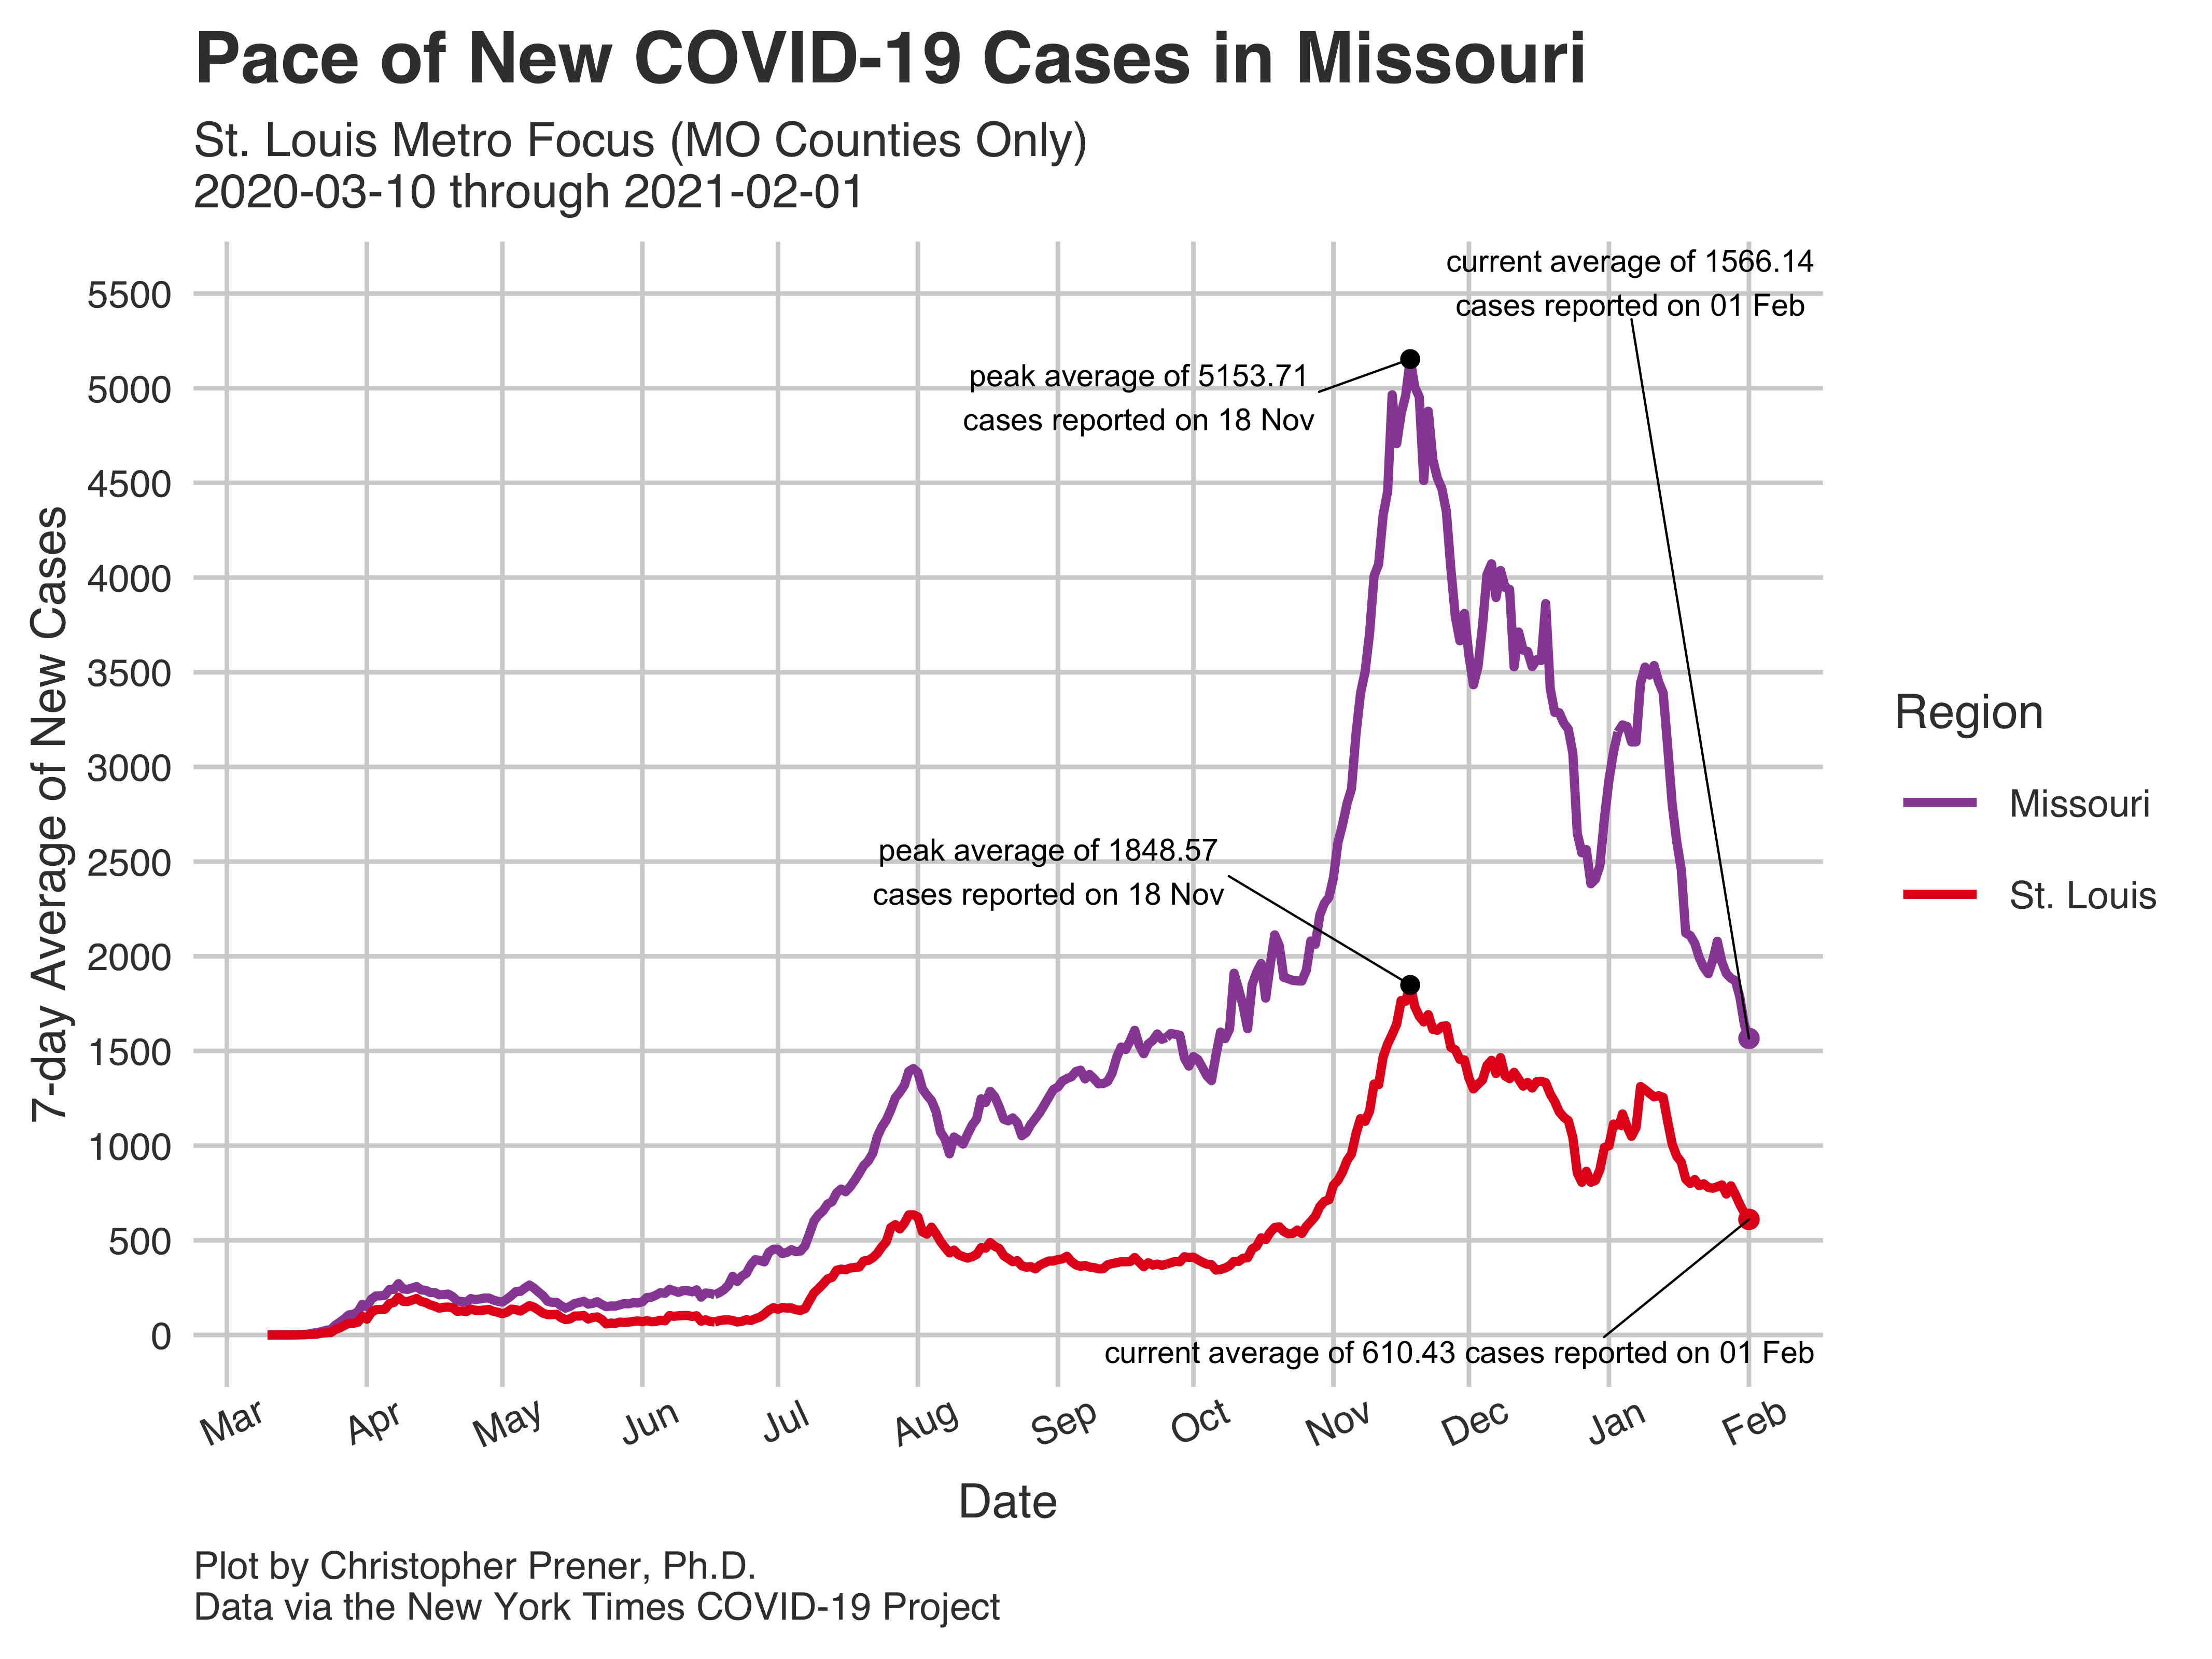 Pace of New COVID-19 Cases in Missouri
St. Louis Metro Focus (MO Counties Only)
2020-03-10 through 2021-02-01
current average of 1566.14
cases reported on 01 Feb
peak average of 5153.71
cases reported on 18 Nov
peak average of 1848.57
cases reported on 18 Nov
current average of 610.43 cases reported on 01 Feb
7-day Average of New Cases
5500
5000
4500
4000
3500
3000
2500
2000
1500
1000
500
0
Mar
Apr
May
Jun
Jul
Aug
Sep
Oct
Nov
Dec
Jan
Feb
Date
Region
Missouri
St. Louis
Plot by Christopher Prener, Ph.D.
Data via the New York Times COVID-19 Project